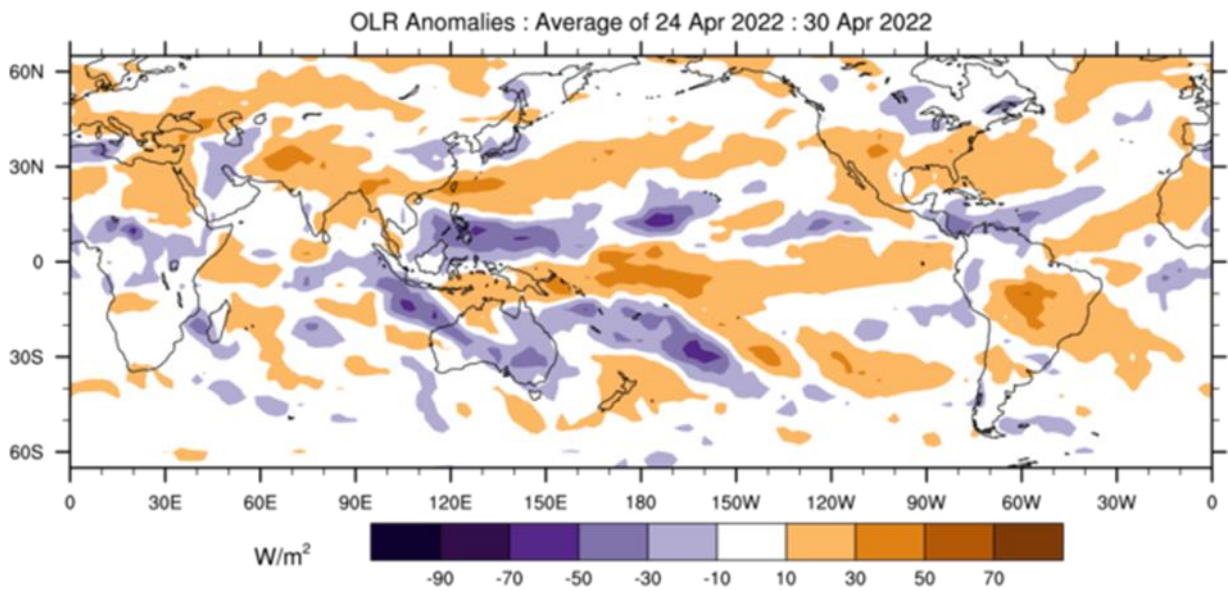 OLR Anomalies : Average of 24 Apr 2022 : 30 Apr 2022
60N
30N
0
30S
60S
0 30E 60E 90E 120E 150E 180 150W 120W 90W 60W 30W 0
W/m²
-90 -70 -50 -30 -10 10 30 50 70